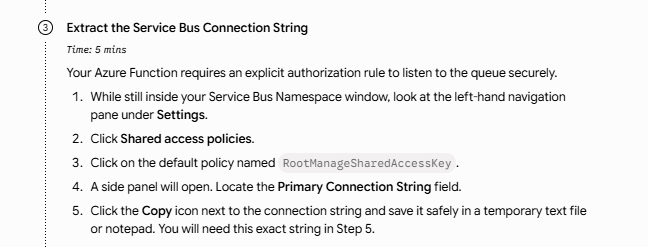 3 Extract the Service Bus Connection String
Time: 5 mins
Your Azure Function requires an explicit authorization rule to listen to the queue securely.
1. While still inside your Service Bus Namespace window, look at the left-hand navigation
pane under Settings.
2. Click Shared access policies.
3. Click on the default policy named RootManageSharedAccessKey.
4. A side panel will open. Locate the Primary Connection String field.
5. Click the Copy icon next to the connection string and save it safely in a temporary text file
or notepad. You will need this exact string in Step 5.